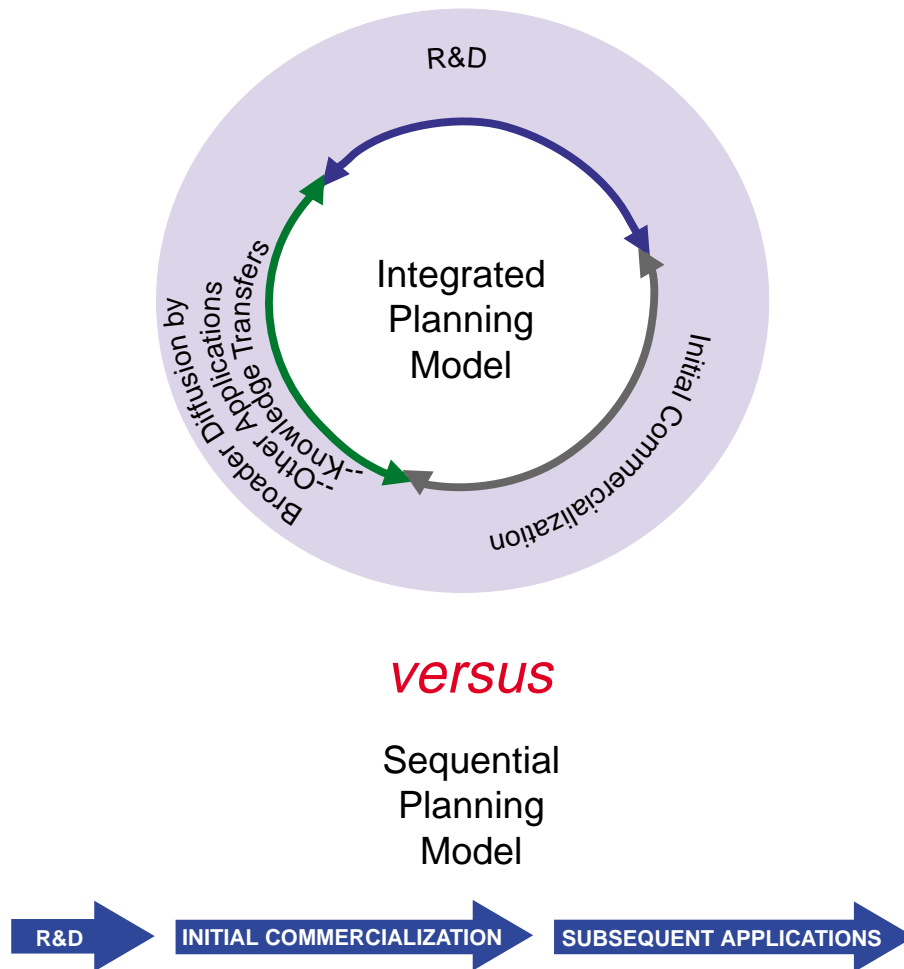 R&D
Integrated
Planning
Model
Initial Commercialization
Broader Diffusion by
--Other Applications
--Knowledge Transfers
versus
Sequential
Planning
Model
R&D
INITIAL COMMERCIALIZATION
SUBSEQUENT APPLICATIONS